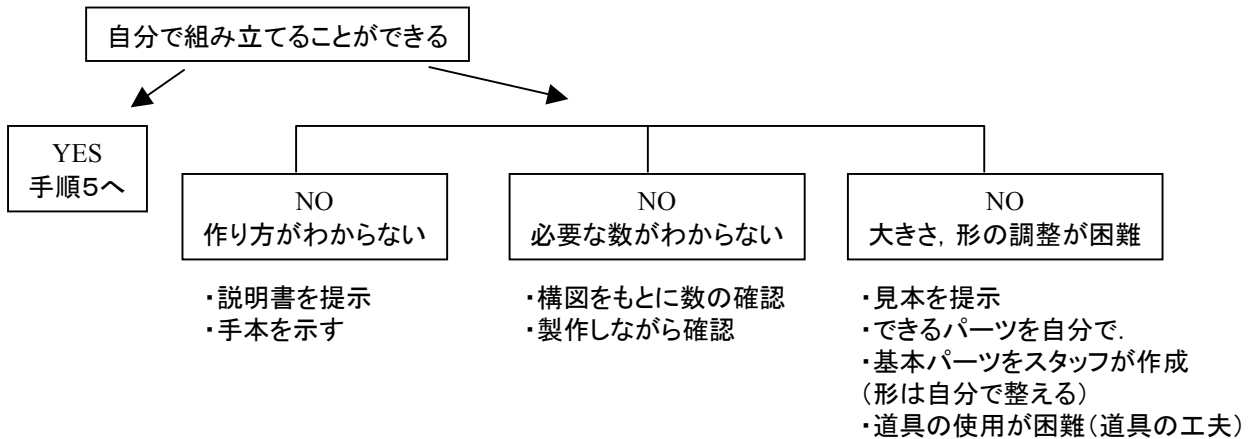 自分で組み立てることができる
YES
手順５へ
NO
作り方がわからない
・説明書を提示
・手本を示す
NO
必要な数がわからない
・構図をもとに数の確認
・製作しながら確認
NO
大きさ，形の調整が困難
・見本を提示
・できるパーツを自分で．
・基本パーツをスタッフが作成
（形は自分で整える）
・道具の使用が困難（道具の工夫）